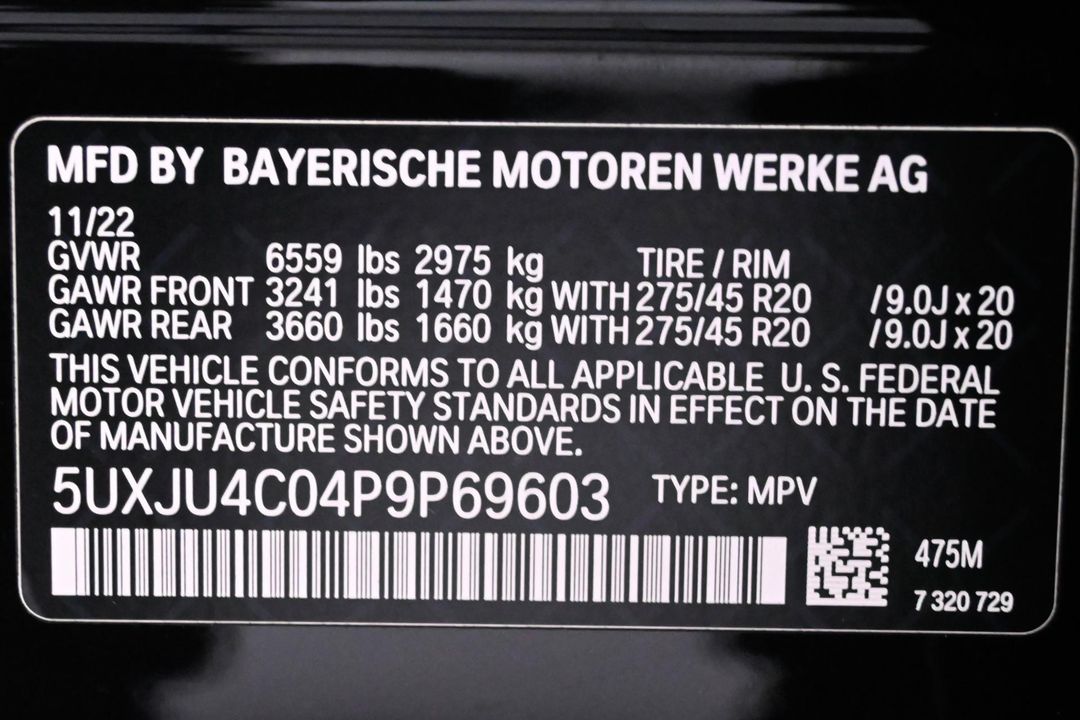 MFD BY BAYERISCHE MOTOREN WERKE AG
11/22
GVWR 6559 lbs 2975 kg TIRE / RIM
GAWR FRONT 3241 lbs 1470 kg WITH 275/45 R20 /9.0J x 20
GAWR REAR 3660 lbs 1660 kg WITH 275/45 R20 /9.0J x 20
THIS VEHICLE CONFORMS TO ALL APPLICABLE U. S. FEDERAL
MOTOR VEHICLE SAFETY STANDARDS IN EFFECT ON THE DATE
OF MANUFACTURE SHOWN ABOVE.
5UXJU4C04P9P69603 TYPE: MPV
475M
7 320 729